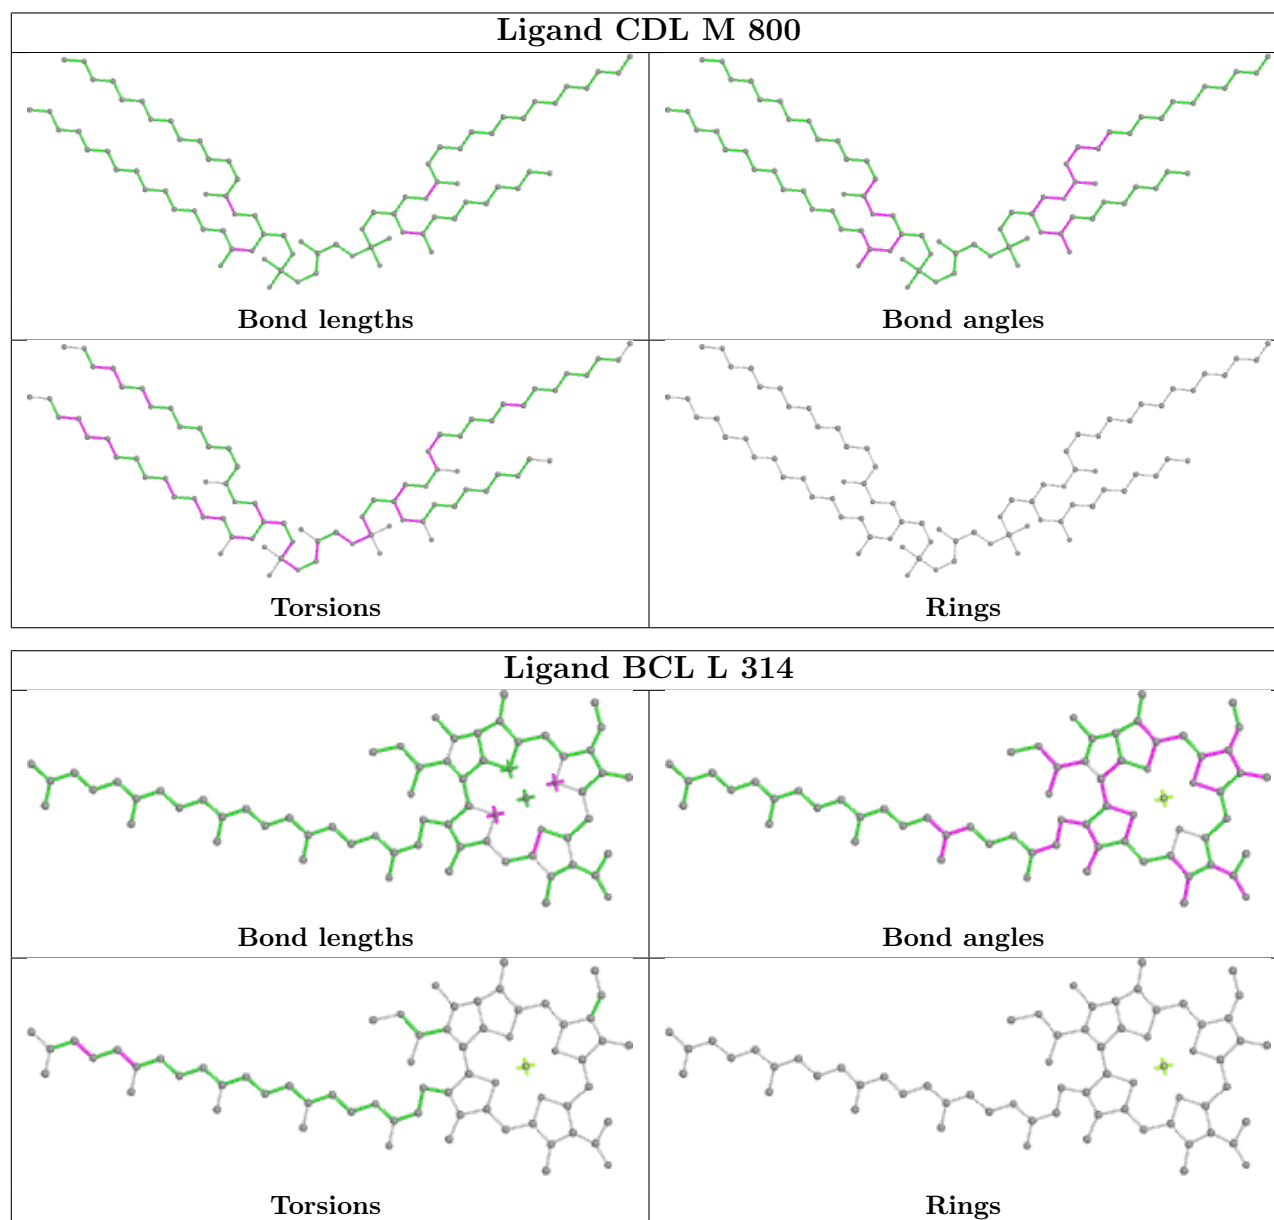 Ligand CDL M 800
Bond lengths
Bond angles
Torsions
Rings
Ligand BCL L 314
Bond lengths
Bond angles
Torsions
Rings